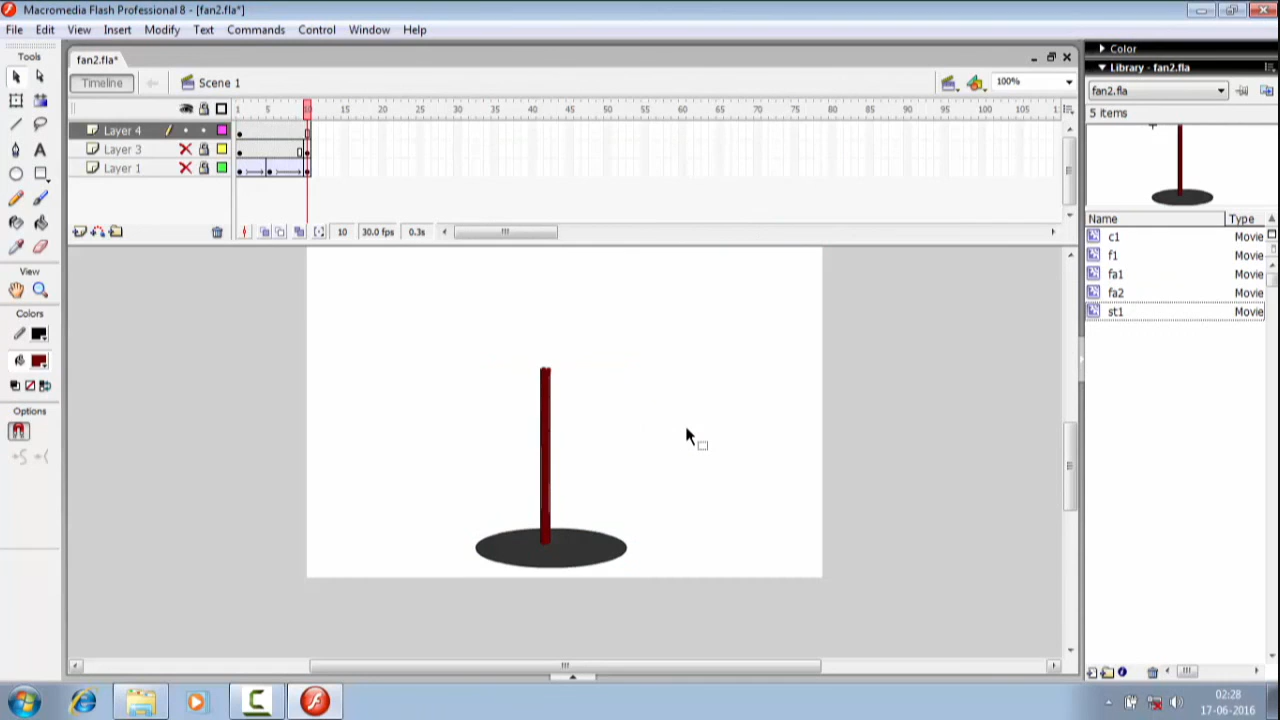 Macromedia Flash Professional 8 - [fan2.fla*]
File Edit View Insert Modify Text Commands Control Window Help
Tools
fan2.fla*
Timeline
Scene 1
100%
1 5 10 15 20 25 30 35 40 45 50 55 60 65 70 75 80 85 90 95 100 105
Layer 4
Layer 3
Layer 1
10 30.0 fps 0.3s
View
Colors
Options
Color
Library - fan2.fla
fan2.fla
5 items
Name Type
c1 Movie
f1 Movie
fa1 Movie
fa2 Movie
st1 Movie
02:28
17-06-2016